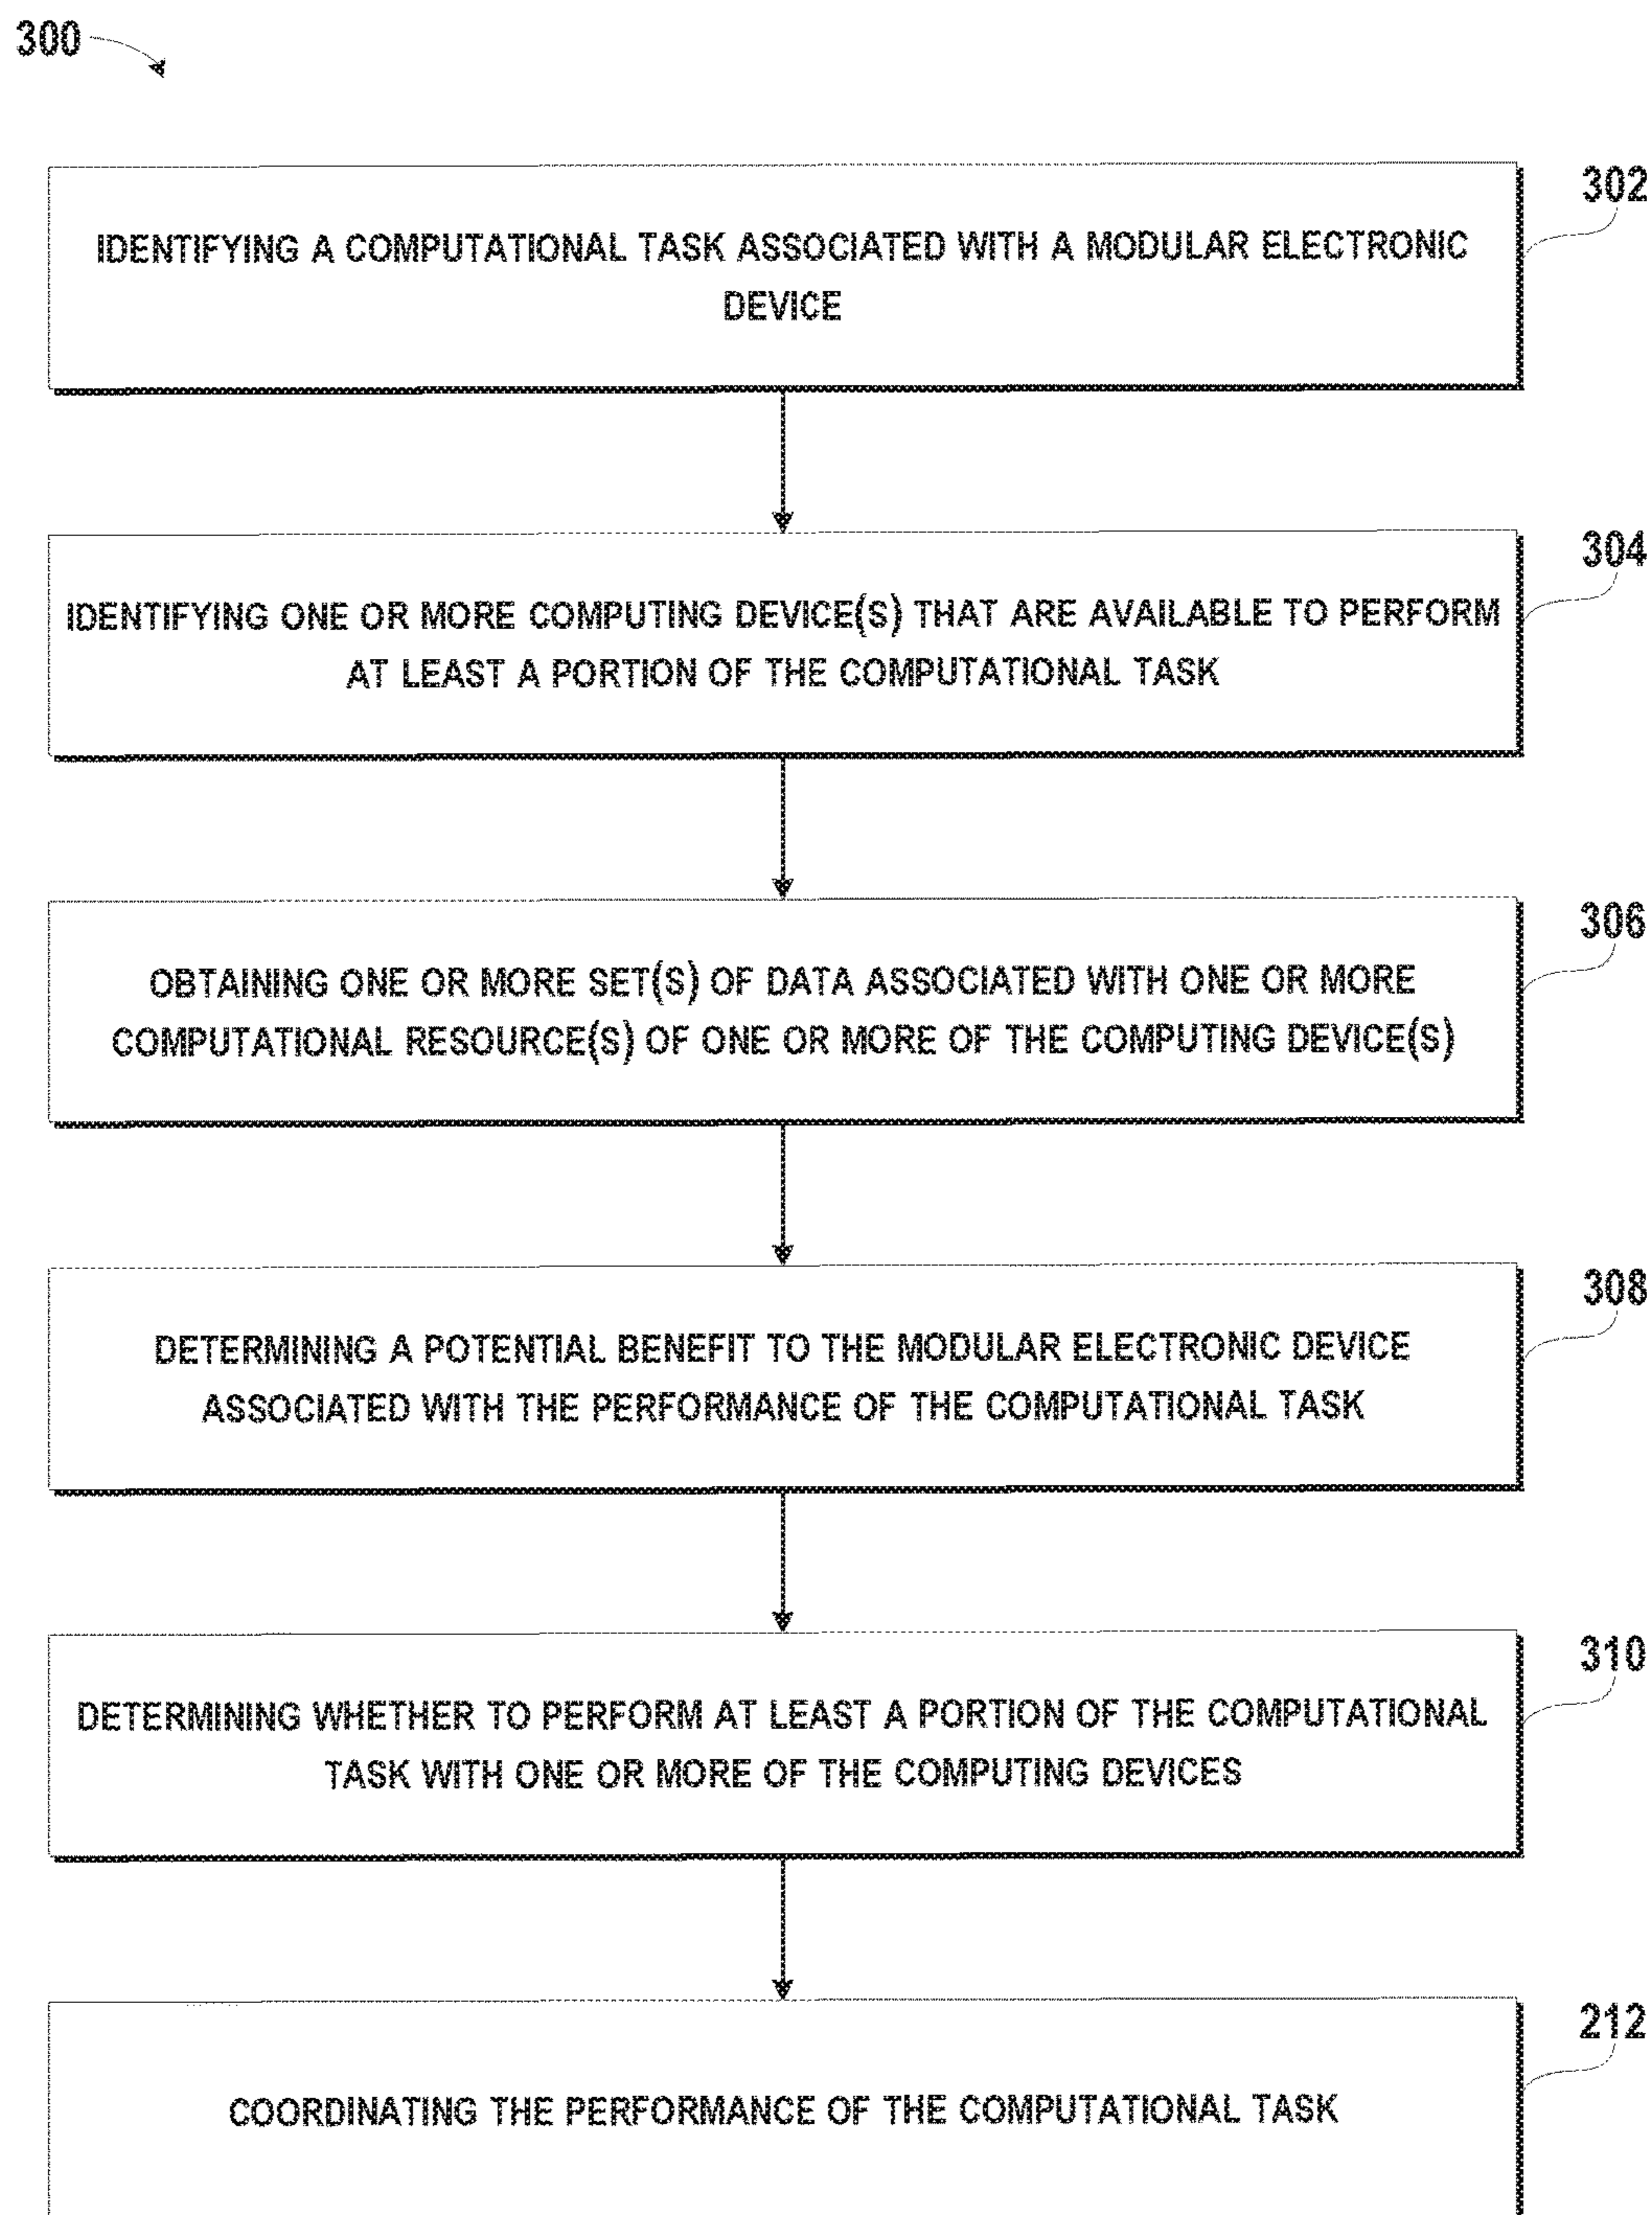 300
302
IDENTIFYING A COMPUTATIONAL TASK ASSOCIATED WITH A MODULAR ELECTRONIC
DEVICE
304
IDENTIFYING ONE OR MORE COMPUTING DEVICE(S) THAT ARE AVAILABLE TO PERFORM
AT LEAST A PORTION OF THE COMPUTATIONAL TASK
306
OBTAINING ONE OR MORE SET(S) OF DATA ASSOCIATED WITH ONE OR MORE
COMPUTATIONAL RESOURCE(S) OF ONE OR MORE OF THE COMPUTING DEVICE(S)
308
DETERMINING A POTENTIAL BENEFIT TO THE MODULAR ELECTRONIC DEVICE
ASSOCIATED WITH THE PERFORMANCE OF THE COMPUTATIONAL TASK
310
DETERMINING WHETHER TO PERFORM AT LEAST A PORTION OF THE COMPUTATIONAL
TASK WITH ONE OR MORE OF THE COMPUTING DEVICES
212
COORDINATING THE PERFORMANCE OF THE COMPUTATIONAL TASK